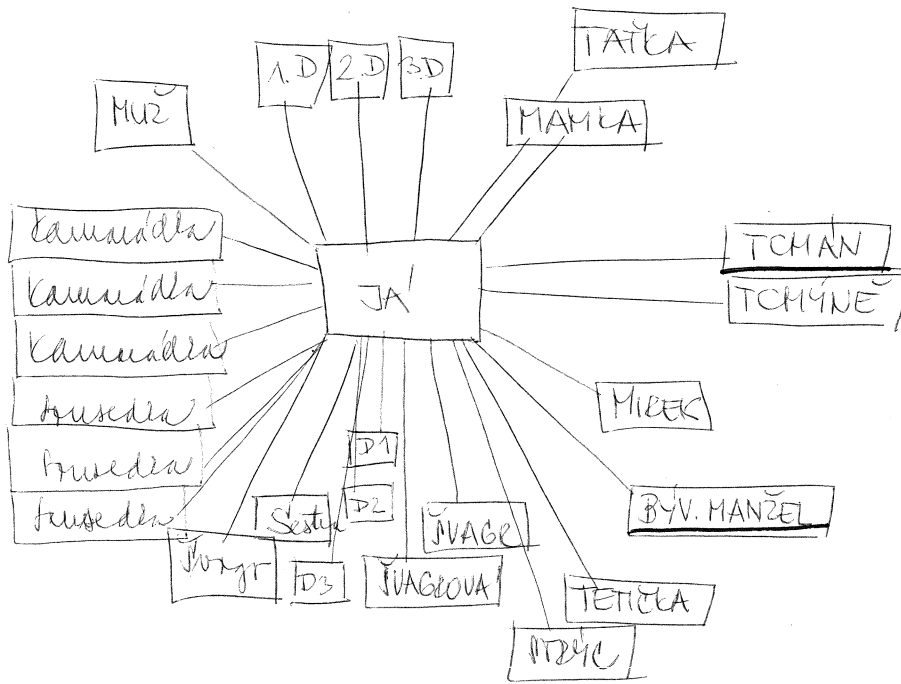 TAŤKA
1.D 2.D 3.D
MUŽ
MAMKA
Kamarádka
TCHÁN
Kamarádka
JÁ
TCHÝNĚ
Kamarádka
Sousedka
MIREK
Sousedka
D1
Sousedka
Sestra
D2
BÝV. MANŽEL
ŠVAGR
Švagr
D3
ŠVAGROVÁ
TETIČKA
STRÝC